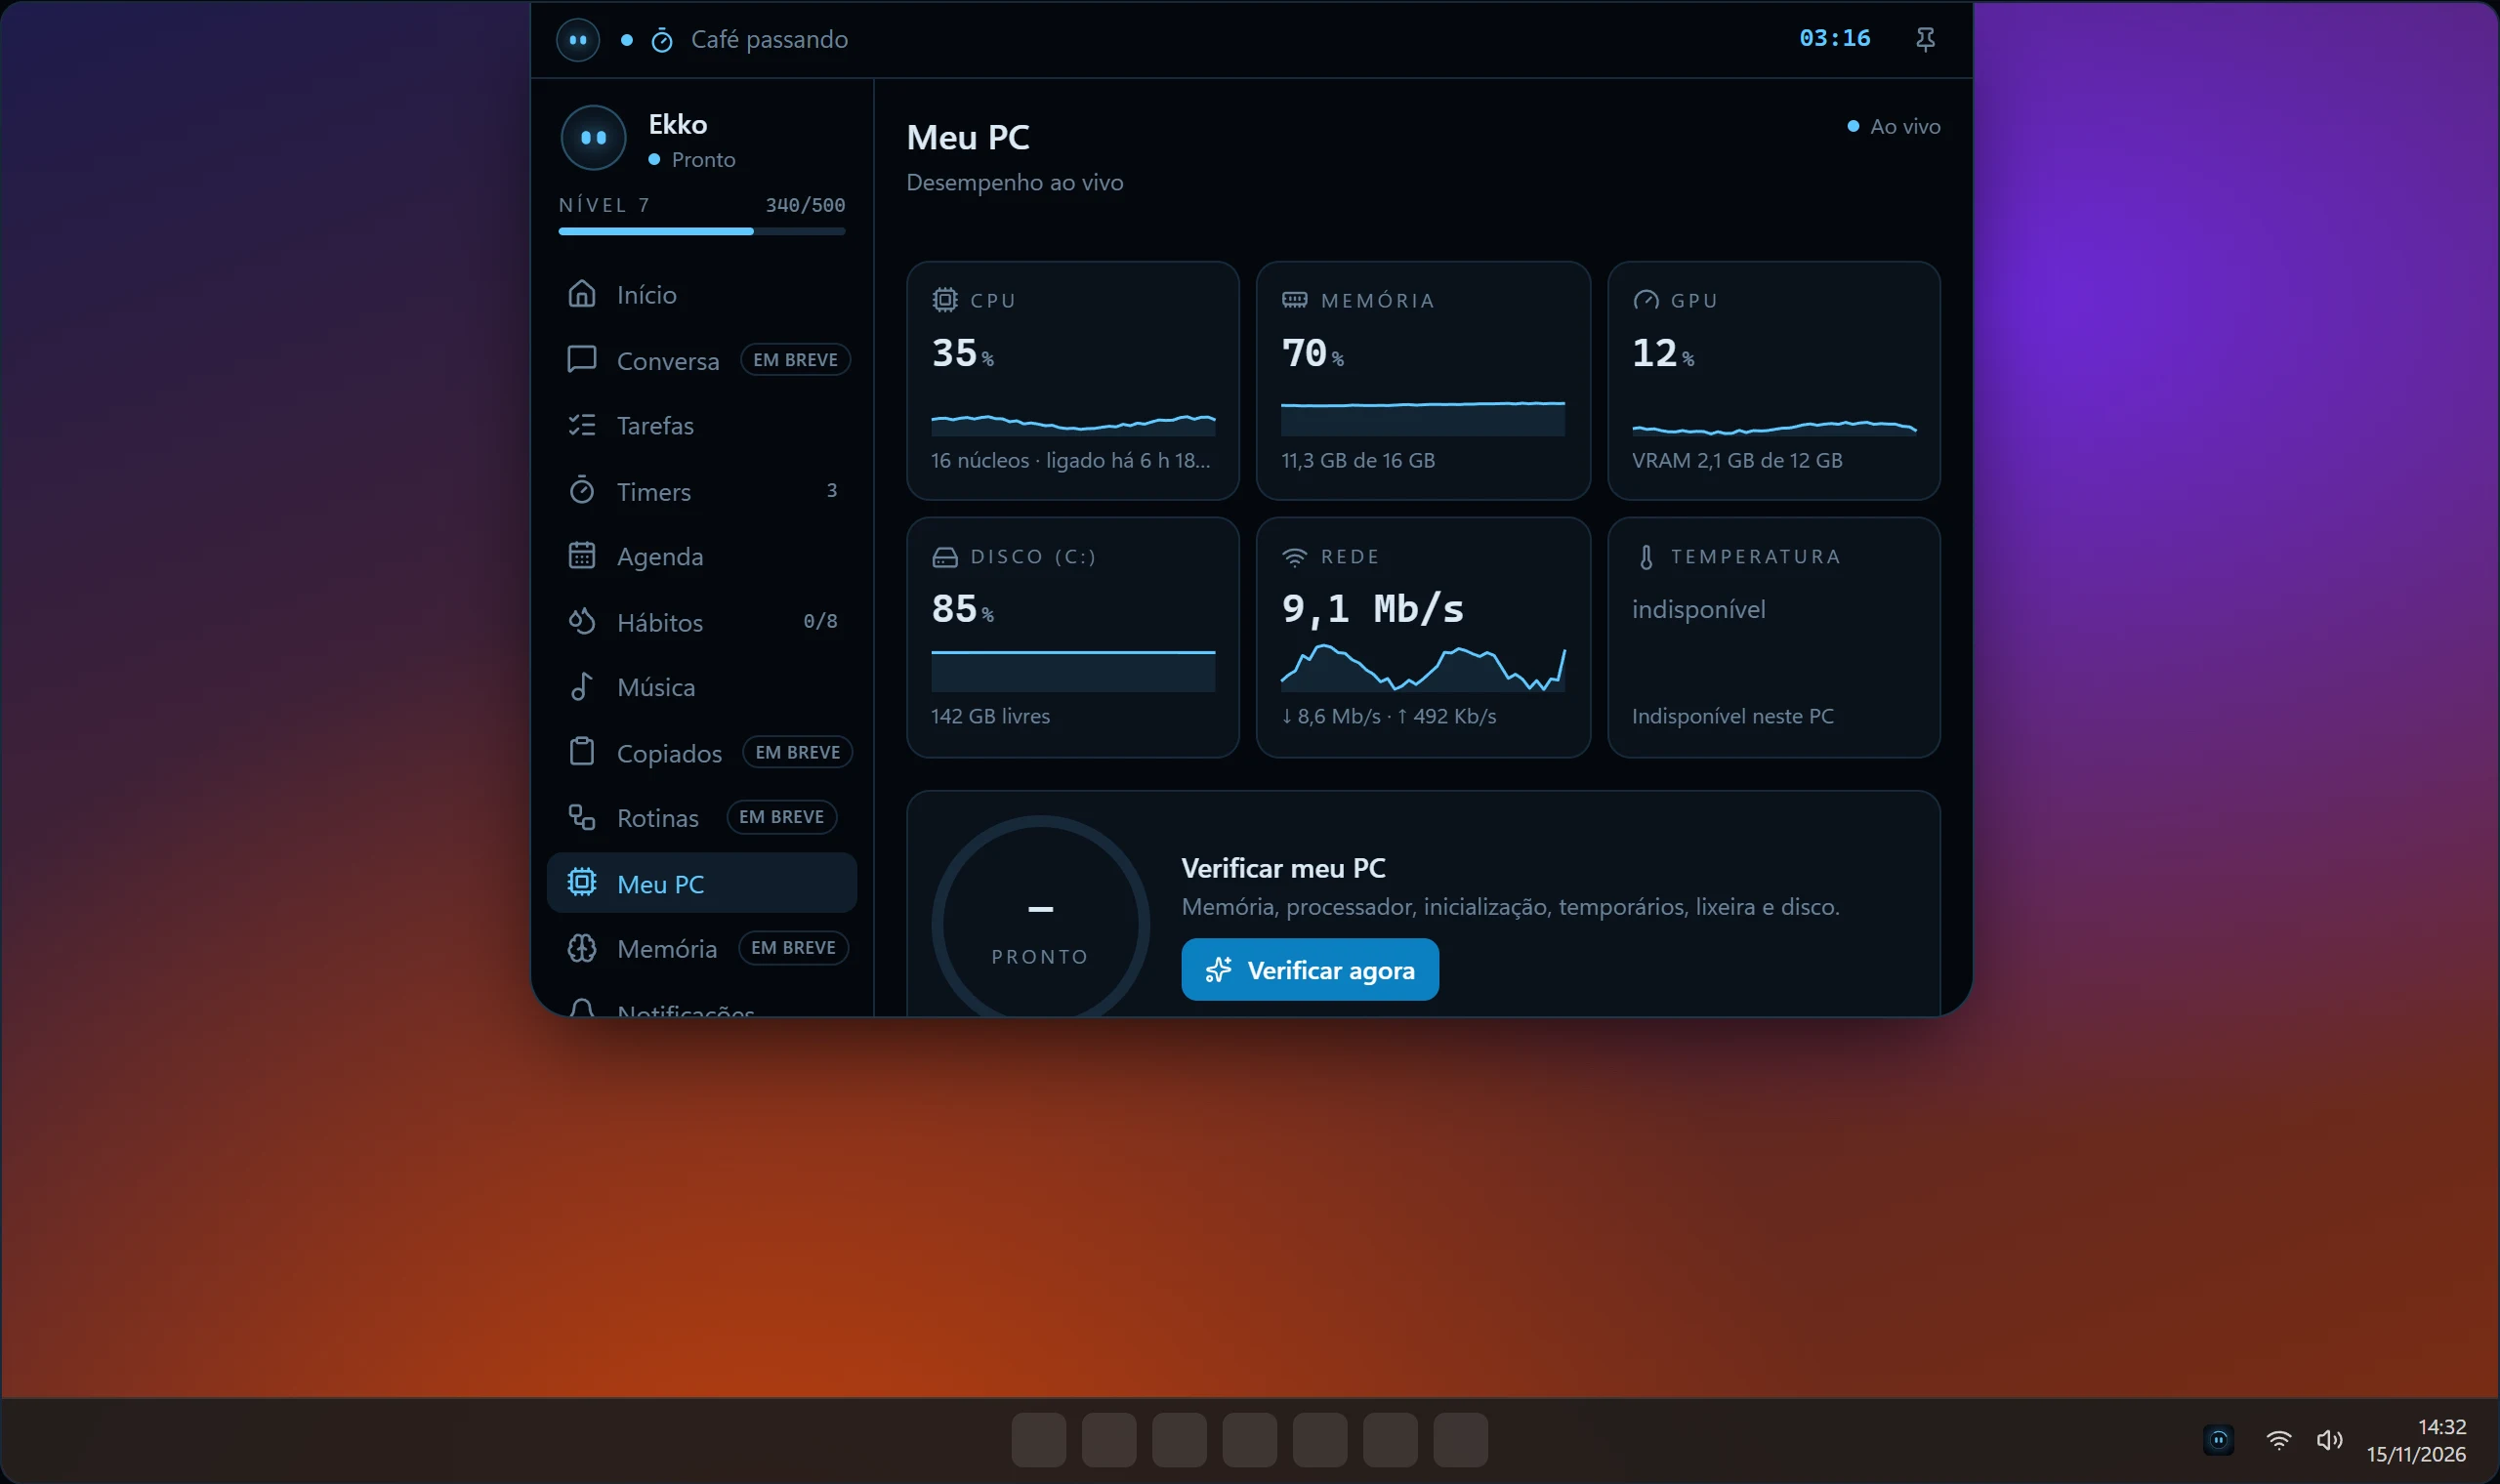 Café passando
03:16
Ekko
Pronto
NÍVEL 7
340/500
Início
Conversa
EM BREVE
Tarefas
Timers
3
Agenda
Hábitos
0/8
Música
Copiados
EM BREVE
Rotinas
EM BREVE
Meu PC
Memória
EM BREVE
Notificações
Meu PC
Desempenho ao vivo
Ao vivo
CPU
35%
16 núcleos · ligado há 6 h 18...
MEMÓRIA
70%
11,3 GB de 16 GB
GPU
12%
VRAM 2,1 GB de 12 GB
DISCO (C:)
85%
142 GB livres
REDE
9,1 Mb/s
↓ 8,6 Mb/s · ↑ 492 Kb/s
TEMPERATURA
indisponível
Indisponível neste PC
–
PRONTO
Verificar meu PC
Memória, processador, inicialização, temporários, lixeira e disco.
Verificar agora
14:32
15/11/2026